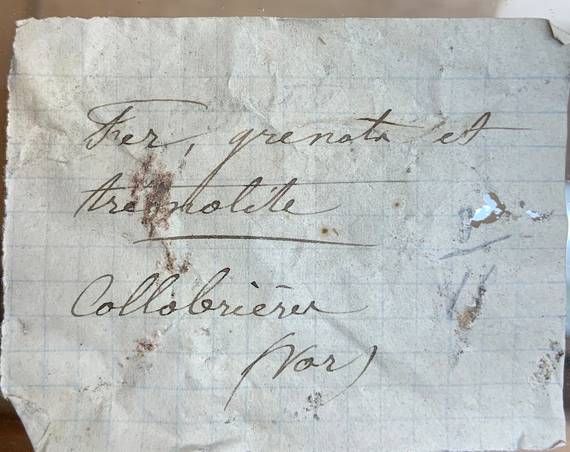 Fer, grenats et
trémolite
Collobrières
(Var)